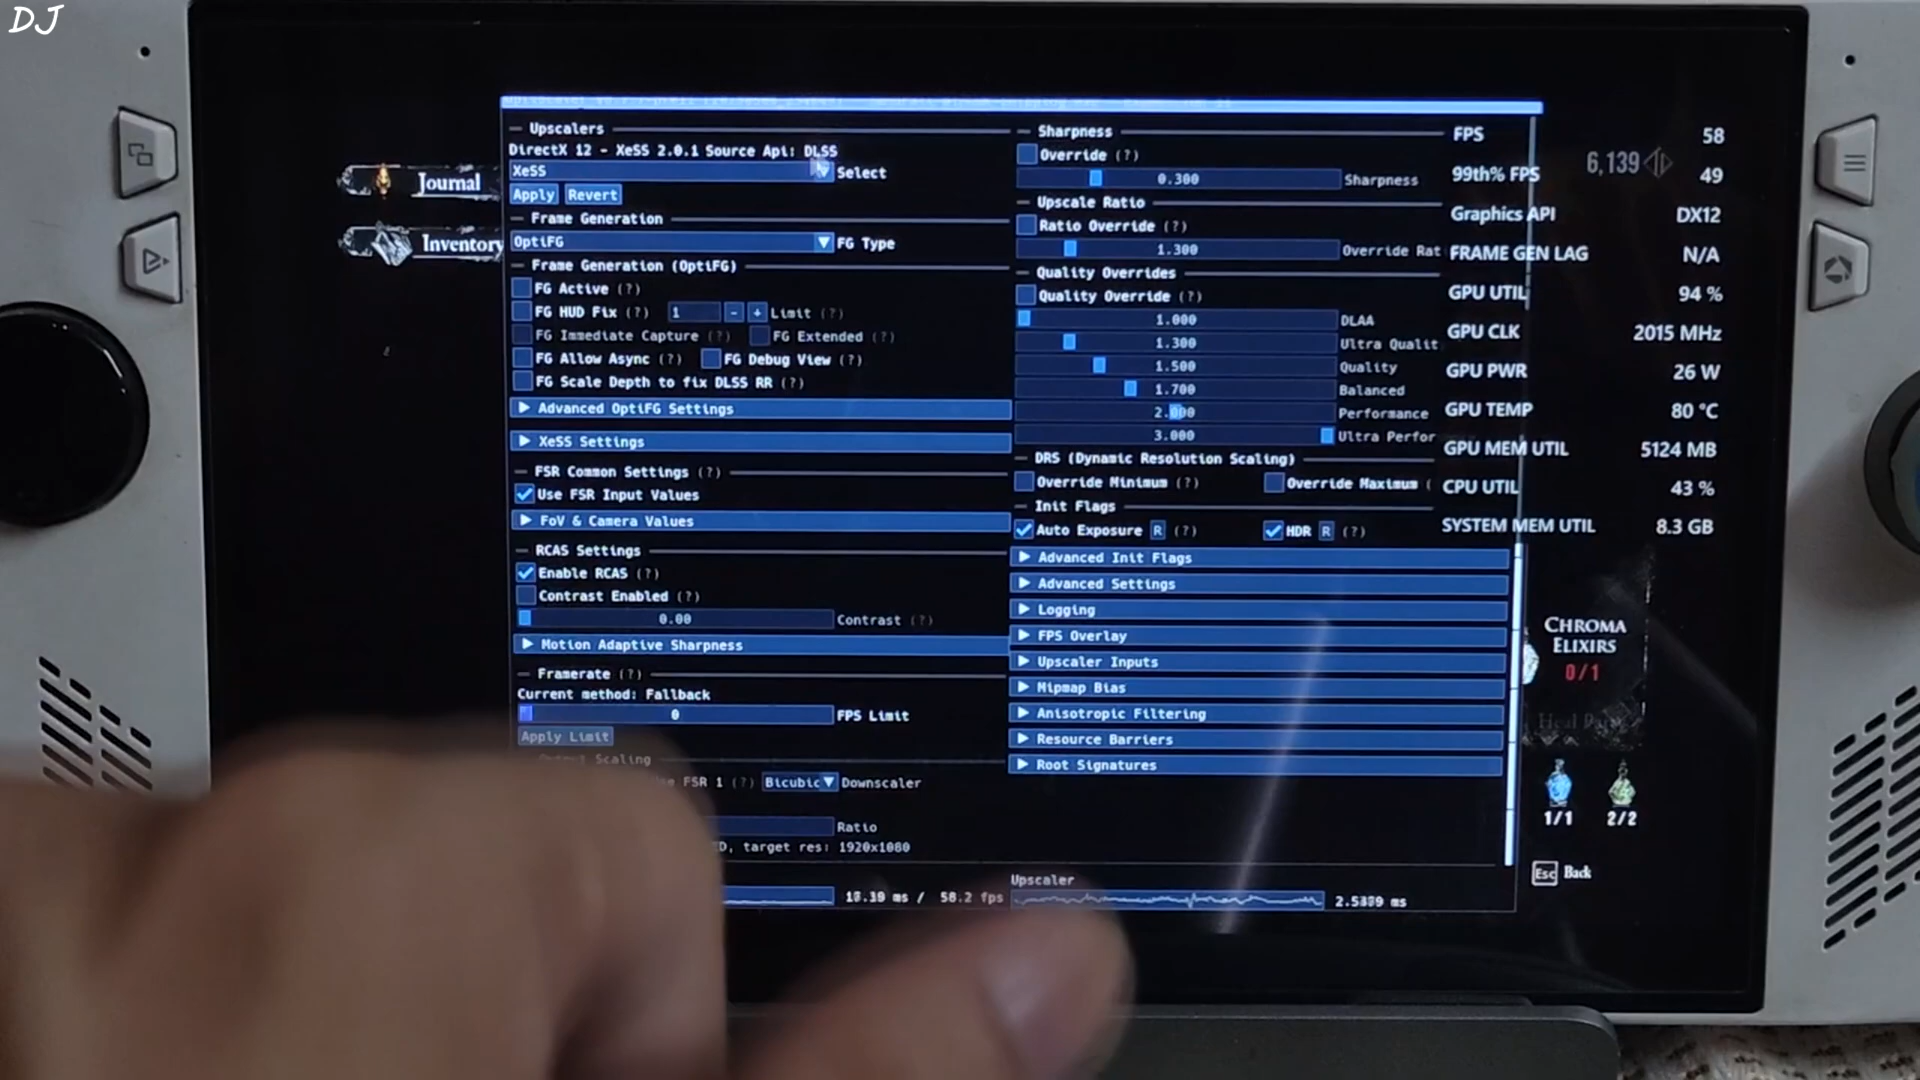 DJ
Journal
Inventory
Upscalers
DirectX 12 - XeSS 2.0.1 Source Api: DLSS
XeSS Select
Apply Revert
Frame Generation
OptiFG FG Type
Frame Generation (OptiFG)
FG Active (?)
FG HUD Fix (?) 1 - + Limit (?)
FG Immediate Capture (?) FG Extended (?)
FG Allow Async (?) FG Debug View (?)
FG Scale Depth to fix DLSS RR (?)
Advanced OptiFG Settings
XeSS Settings
FSR Common Settings (?)
Use FSR Input Values
FoV & Camera Values
RCAS Settings
Enable RCAS (?)
Contrast Enabled (?)
0.00 Contrast (?)
Motion Adaptive Sharpness
Framerate (?)
Current method: Fallback
0 FPS Limit
Apply Limit
Output Scaling
FSR 1 (?) Bicubic Downscaler
Ratio
target res: 1920x1080
ms / 58.2 fps
Sharpness
Override (?)
0.300 Sharpness
Upscale Ratio
Ratio Override (?)
1.300 Override Rat
Quality Overrides
Quality Override (?)
1.000 DLAA
1.300 Ultra Qualit
1.500 Quality
1.700 Balanced
2.000 Performance
3.000 Ultra Perfor
DRS (Dynamic Resolution Scaling)
Override Minimum (?) Override Maximum (
Init Flags
Auto Exposure R (?) HDR R (?)
Advanced Init Flags
Advanced Settings
Logging
FPS Overlay
Upscaler Inputs
Mipmap Bias
Anisotropic Filtering
Resource Barriers
Root Signatures
Upscaler
ms
FPS 58
99th% FPS 49
6,139
Graphics API DX12
FRAME GEN LAG N/A
GPU UTIL 94 %
GPU CLK 2015 MHz
GPU PWR 26 W
GPU TEMP 80 °C
GPU MEM UTIL 5124 MB
CPU UTIL 43 %
SYSTEM MEM UTIL 8.3 GB
CHROMA
ELIXIRS
0/1
1/1 2/2
Esc Back